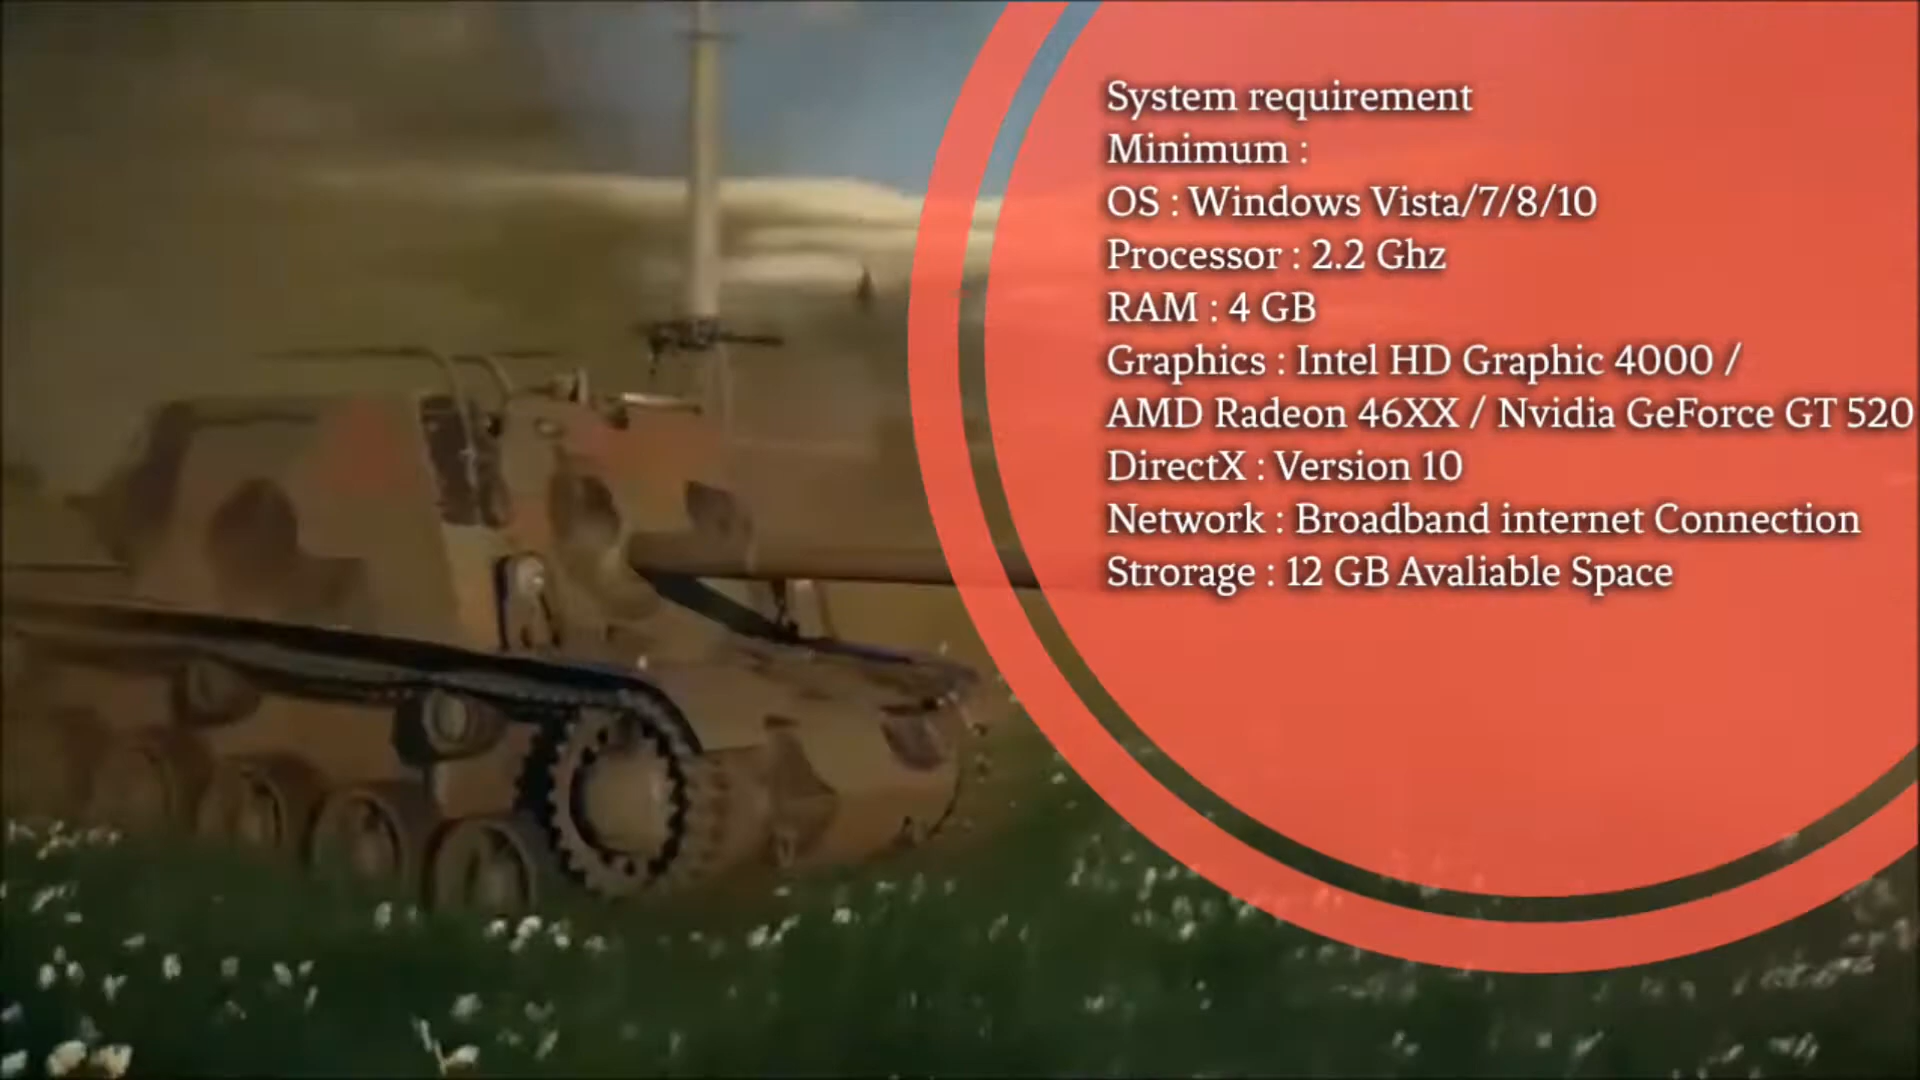 System requirement
Minimum :
OS : Windows Vista/7/8/10
Processor : 2.2 Ghz
RAM : 4 GB
Graphics : Intel HD Graphic 4000 /
AMD Radeon 46XX / Nvidia GeForce GT 520
DirectX : Version 10
Network : Broadband internet Connection
Strorage : 12 GB Avaliable Space